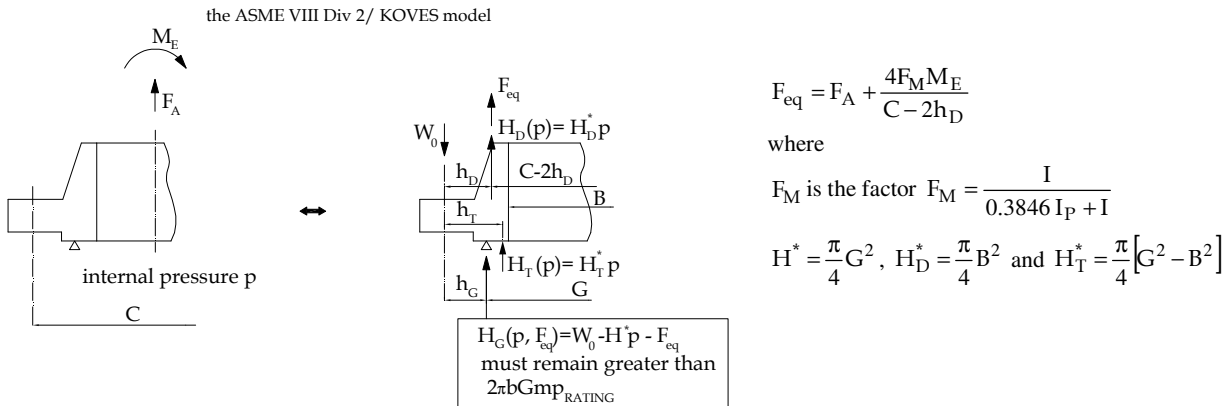 the ASME VIII Div 2/ KOVES model
M_E
F_A
internal pressure p
C
F_eq
W_0
H_D(p)= H_D^* p
h_D
C-2h_D
B
h_T
H_T(p)= H_T^* p
h_G
G
H_G(p, F_eq)=W_0 -H^*p - F_eq
must remain greater than
2πbGmp_RATING
F_eq = F_A + 4F_M M_E / C − 2h_D
where
F_M is the factor F_M = I / 0.3846 I_P + I
H^* = π/4 G^2 , H_D^* = π/4 B^2 and H_T^* = π/4 [G^2 − B^2]